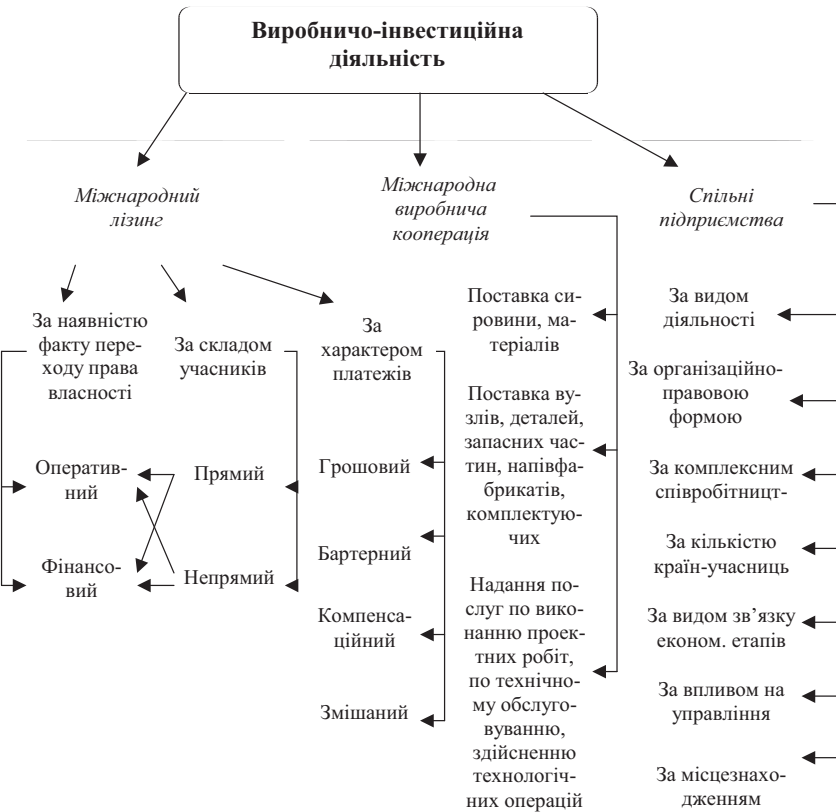 Виробничо-інвестиційна
діяльність
Міжнародний
лізинг
Міжнародна
виробнича
кооперація
Спільні
підприємства
За наявністю
факту пере-
ходу права
власності
За складом
учасників
За
характером
платежів
Оператив-
ний
Фінансо-
вий
Прямий
Непрямий
Грошовий
Бартерний
Компенса-
ційний
Змішаний
Поставка си-
ровини, ма-
теріалів
Поставка ву-
злів, деталей,
запасних час-
тин, напівфа-
брикатів,
комплектую-
чих
Надання по-
слуг по вико-
нанню проек-
тних робіт,
по технічно-
му обслуго-
вуванню,
здійсненню
технологіч-
них операцій
За видом
діяльності
За організаційно-
правовою
формою
За комплексним
співробітницт-
За кількістю
країн-учасниць
За видом зв’язку
економ. етапів
За впливом на
управління
За місцезнахо-
дженням